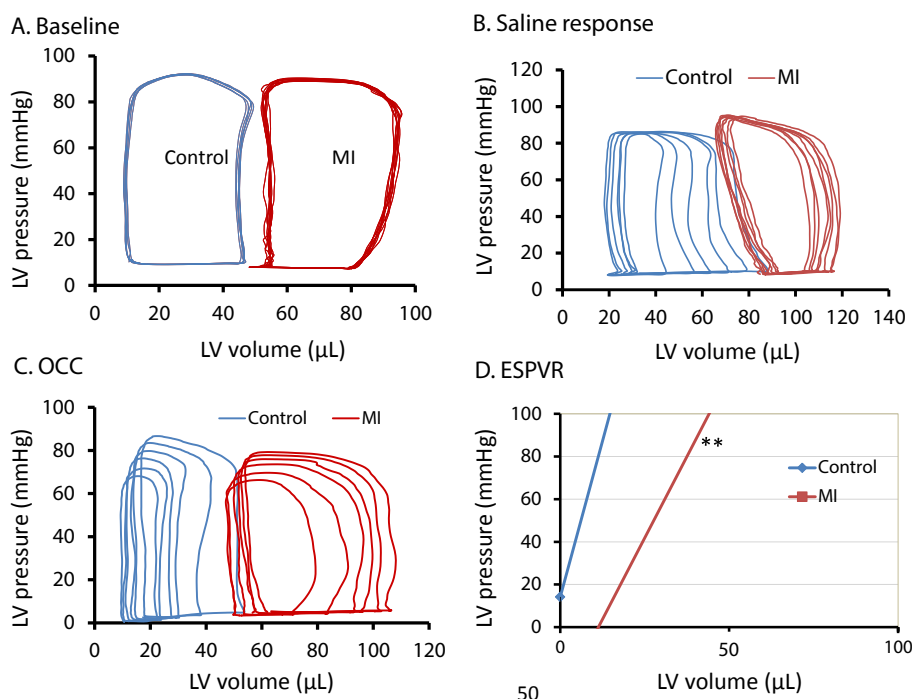 A. Baseline
LV pressure (mmHg)
100
80
60
40
20
0
Control
MI
0 20 40 60 80 100
LV volume (µL)
B. Saline response
LV pressure (mmHg)
120
100
80
60
40
20
0
Control MI
0 20 40 60 80 100 120 140
LV volume (µL)
C. OCC
LV pressure (mmHg)
100
80
60
40
20
0
Control MI
0 20 40 60 80 100 120
LV volume (µL)
D. ESPVR
LV pressure (mmHg)
100
80
60
40
20
0
**
Control
MI
0 50 100
LV volume (µL)
50